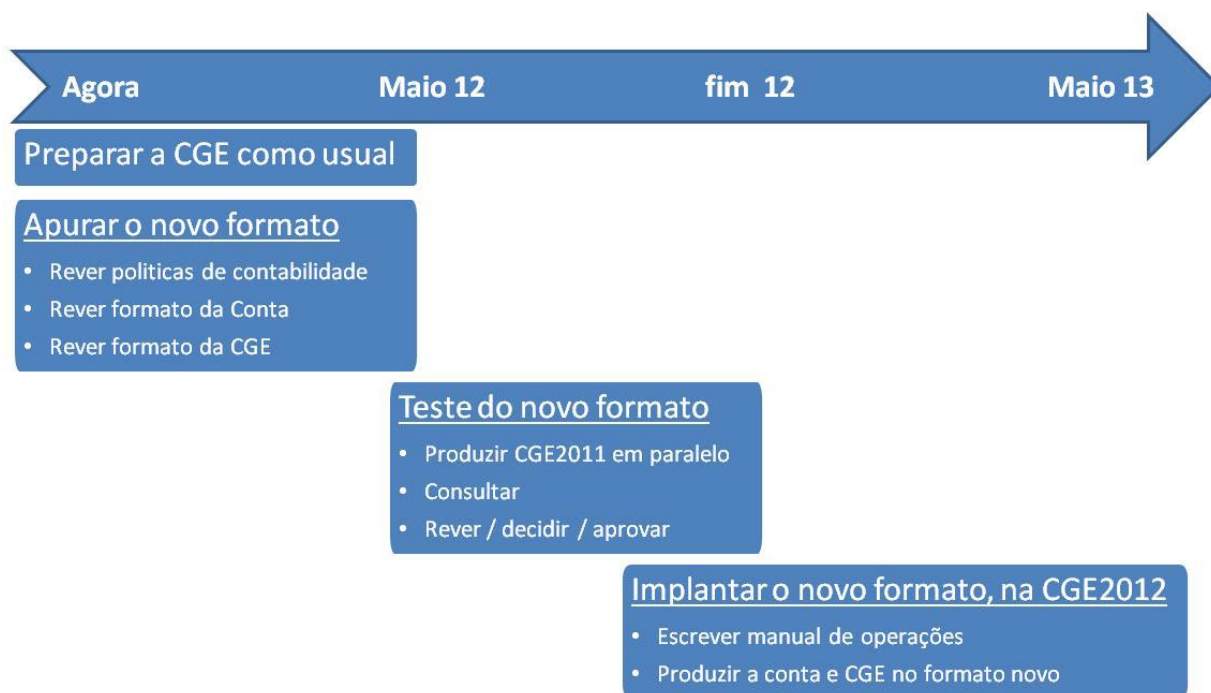 Agora Maio 12 fim 12 Maio 13
Preparar a CGE como usual
Apurar o novo formato
• Rever politicas de contabilidade
• Rever formato da Conta
• Rever formato da CGE
Teste do novo formato
• Produzir CGE2011 em paralelo
• Consultar
• Rever / decidir / aprovar
Implantar o novo formato, na CGE2012
• Escrever manual de operações
• Produzir a conta e CGE no formato novo